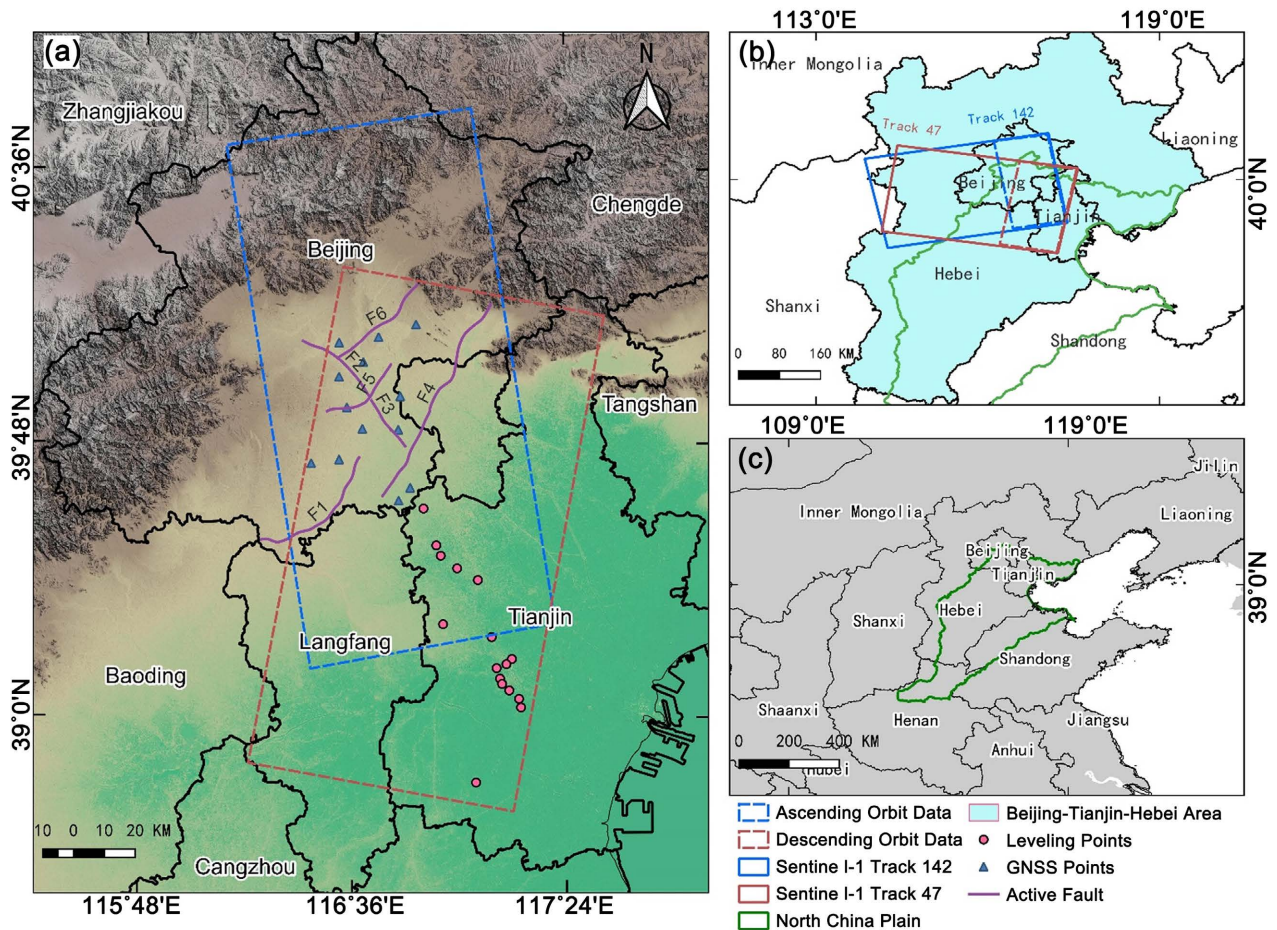 (a)
N
Zhangjiakou
Chengde
Beijing
Tangshan
F6
F2
F5
F3
F4
F1
Tianjin
Langfang
Baoding
Cangzhou
10 0 10 20 KM
40°36'N
39°48'N
39°0'N
115°48'E
116°36'E
117°24'E
113°0'E
119°0'E
(b)
Inner Mongolia
Track 47
Track 142
Liaoning
Beijing
Tianjin
Hebei
Shanxi
Shandong
0 80 160 KM
40°0'N
109°0'E
119°0'E
(c)
Jilin
Inner Mongolia
Liaoning
Beijing
Tianjin
Hebei
Shanxi
Shandong
Shaanxi
Henan
Jiangsu
Anhui
Hubei
0 200 400 KM
39°0'N
Ascending Orbit Data
Descending Orbit Data
Sentine l-1 Track 142
Sentine l-1 Track 47
North China Plain
Beijing-Tianjin-Hebei Area
Leveling Points
GNSS Points
Active Fault